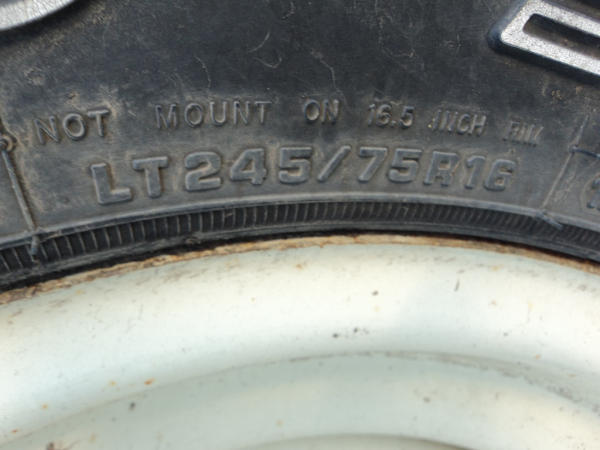 NOT MOUNT ON 16.5 INCH RIM
LT245/75R16